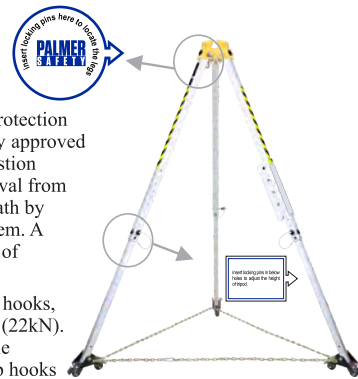 insert locking pins here to locate the legs
PALMER
SAFETY
rotection
y approved
stion
val from
ath by
em. A
of
hooks,
(22kN).
e
o hooks
insert locking pins in below
holes to adjust the height
of tripod.